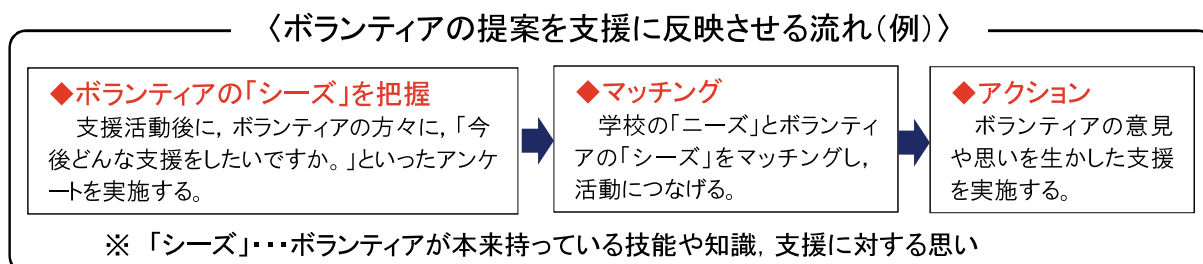 〈ボランティアの提案を支援に反映させる流れ(例)〉
◆ボランティアの「シーズ」を把握
支援活動後に,ボランティアの方々に,「今
後どんな支援をしたいですか。」といったアンケ
ートを実施する。
◆マッチング
学校の「ニーズ」とボランティ
アの「シーズ」をマッチングし,
活動につなげる。
◆アクション
ボランティアの意見
や思いを生かした支援
を実施する。
※ 「シーズ」・・・ボランティアが本来持っている技能や知識,支援に対する思い